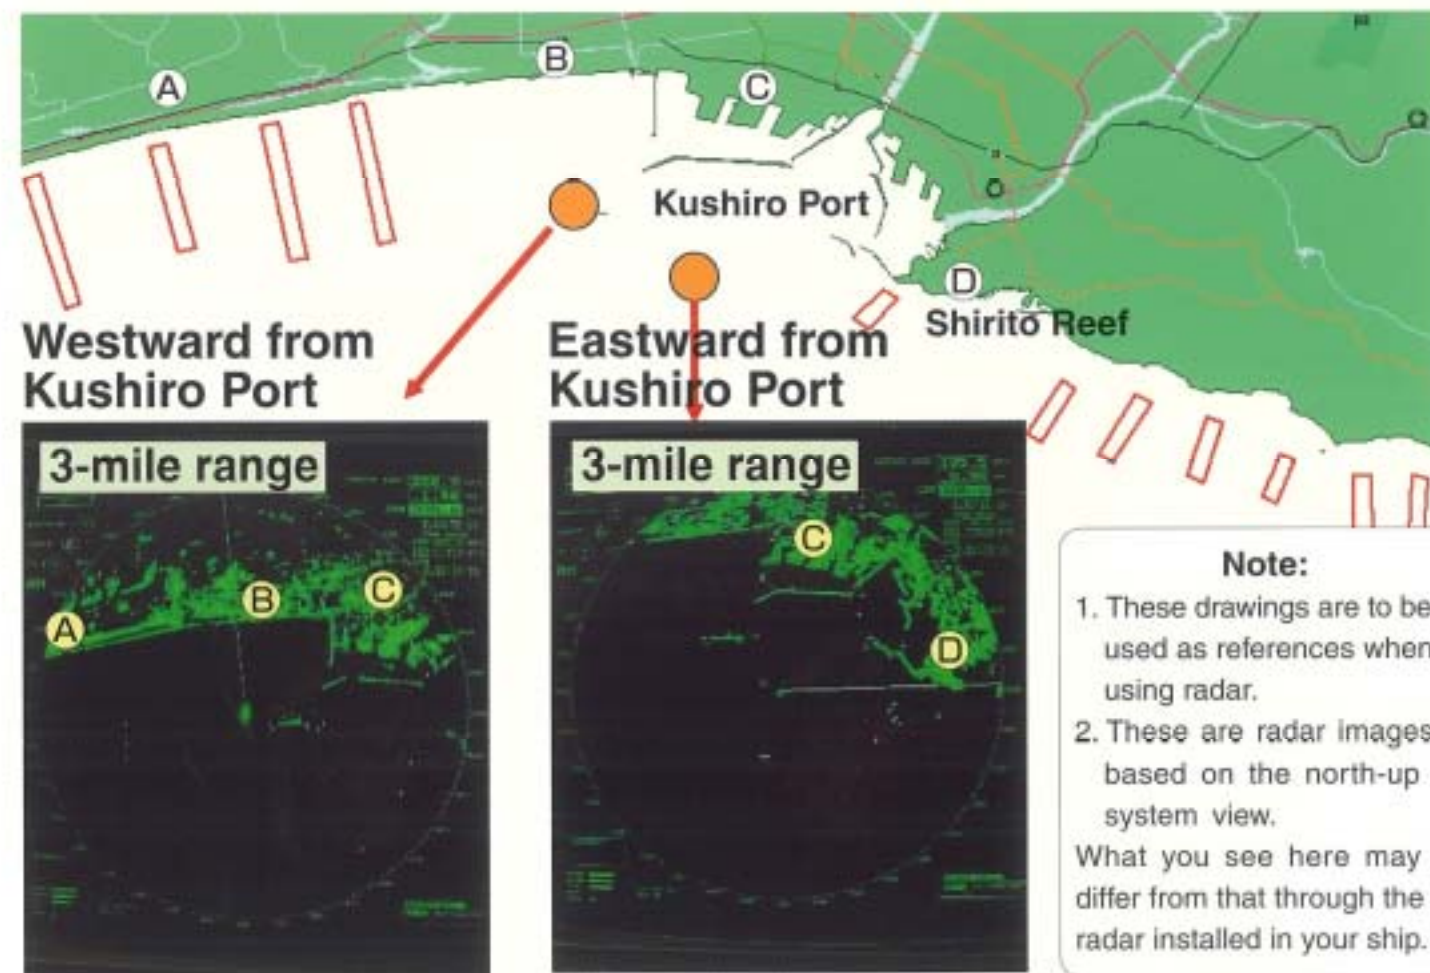 A
B
C
Kushiro Port
D
Shirito Reef
Westward from
Kushiro Port
Eastward from
Kushiro Port
3-mile range
A
B
C
3-mile range
C
D
Note:
1. These drawings are to be
used as references when
using radar.
2. These are radar images
based on the north-up
system view.
What you see here may
differ from that through the
radar installed in your ship.